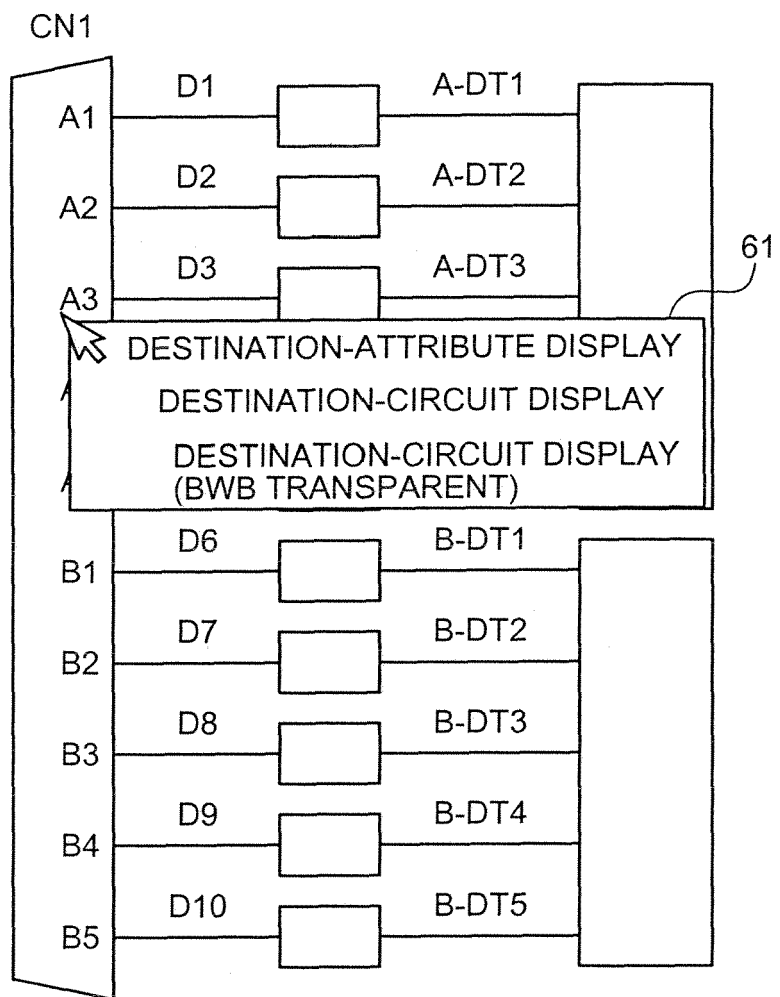 CN1
D1 A-DT1
A1
D2 A-DT2
A2
D3 A-DT3 61
A3
DESTINATION-ATTRIBUTE DISPLAY
DESTINATION-CIRCUIT DISPLAY
DESTINATION-CIRCUIT DISPLAY
(BWB TRANSPARENT)
D6 B-DT1
B1
D7 B-DT2
B2
D8 B-DT3
B3
D9 B-DT4
B4
D10 B-DT5
B5